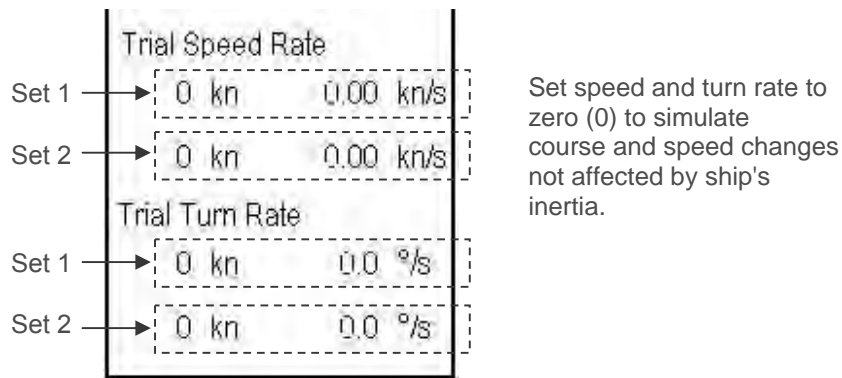 Trial Speed Rate
Set 1 0 kn 0.00 kn/s
Set 2 0 kn 0.00 kn/s
Trial Turn Rate
Set 1 0 kn 0.0 °/s
Set 2 0 kn 0.0 °/s
Set speed and turn rate to
zero (0) to simulate
course and speed changes
not affected by ship's
inertia.